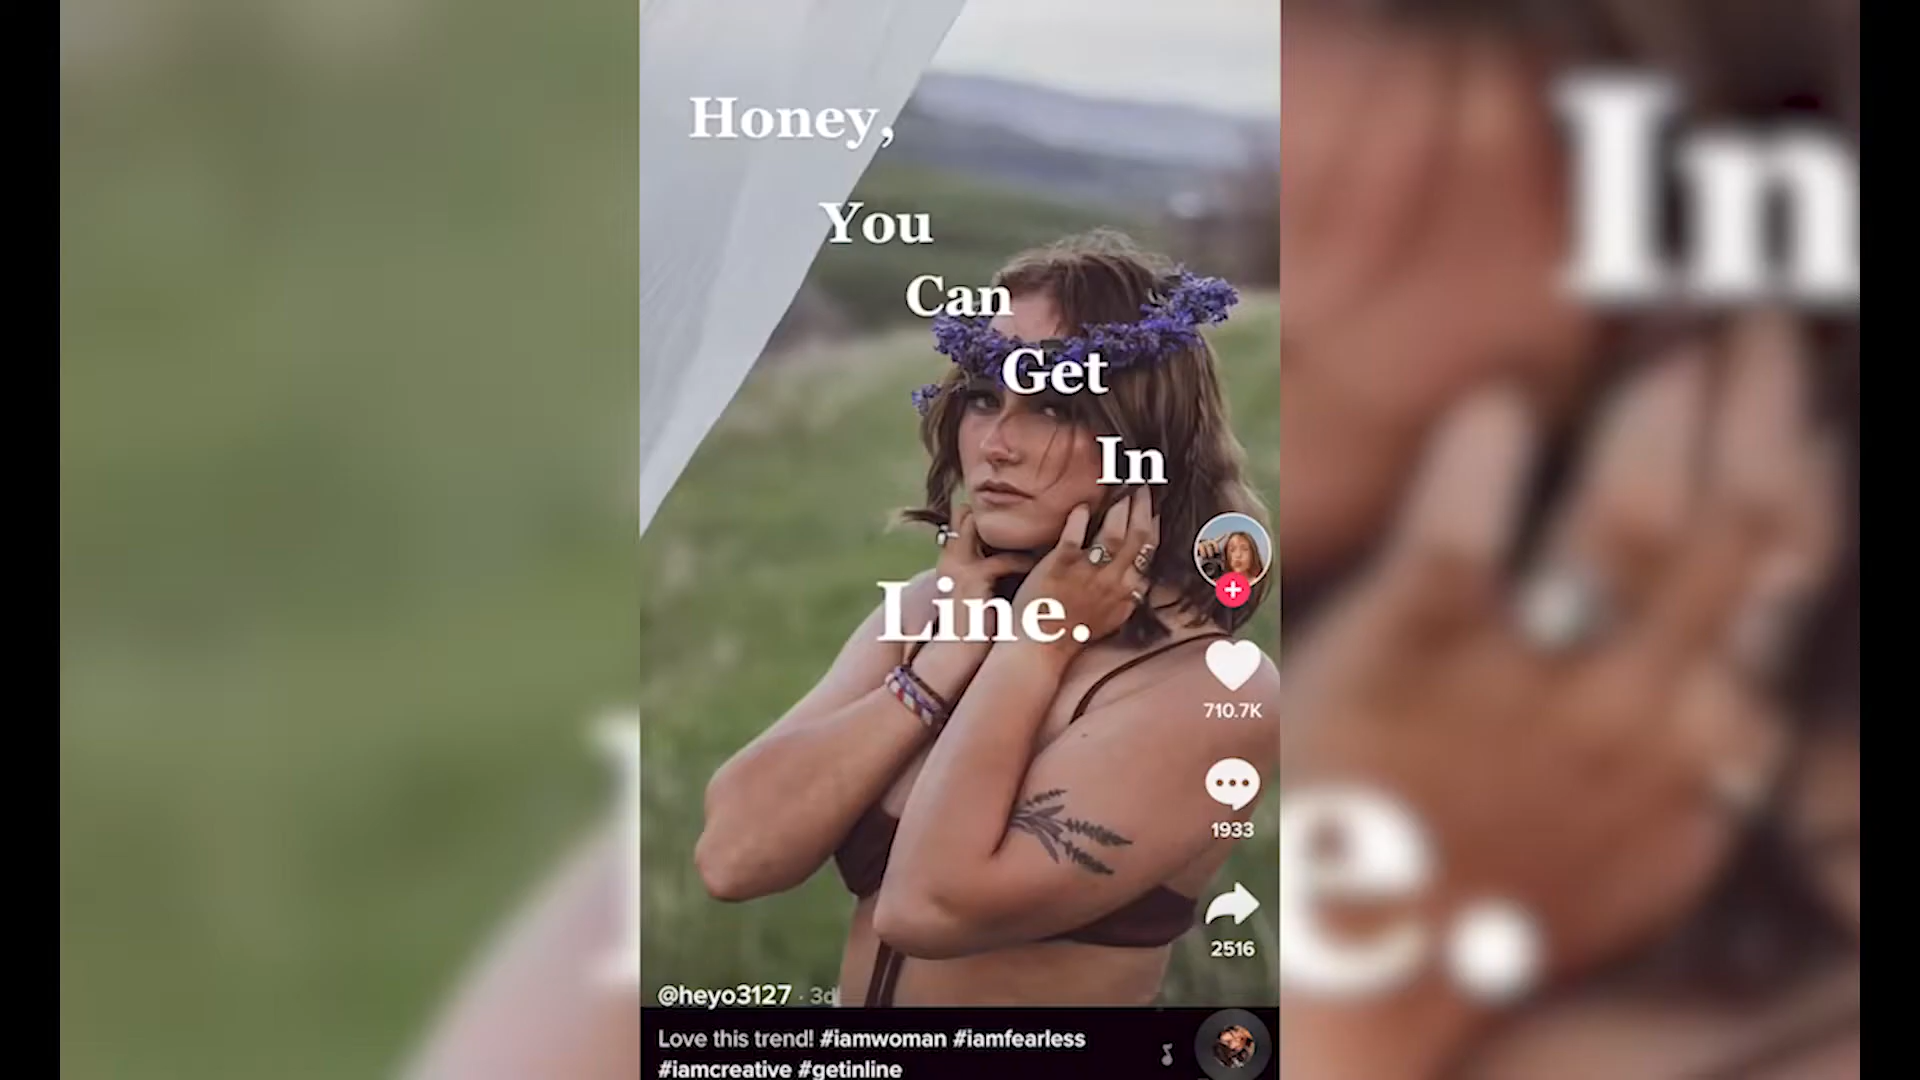 Honey,
You
Can
Get
In
Line.
710.7K
1933
2516
@heyo3127 · 3d
Love this trend! #iamwoman #iamfearless
#iamcreative #getinline
In
e.